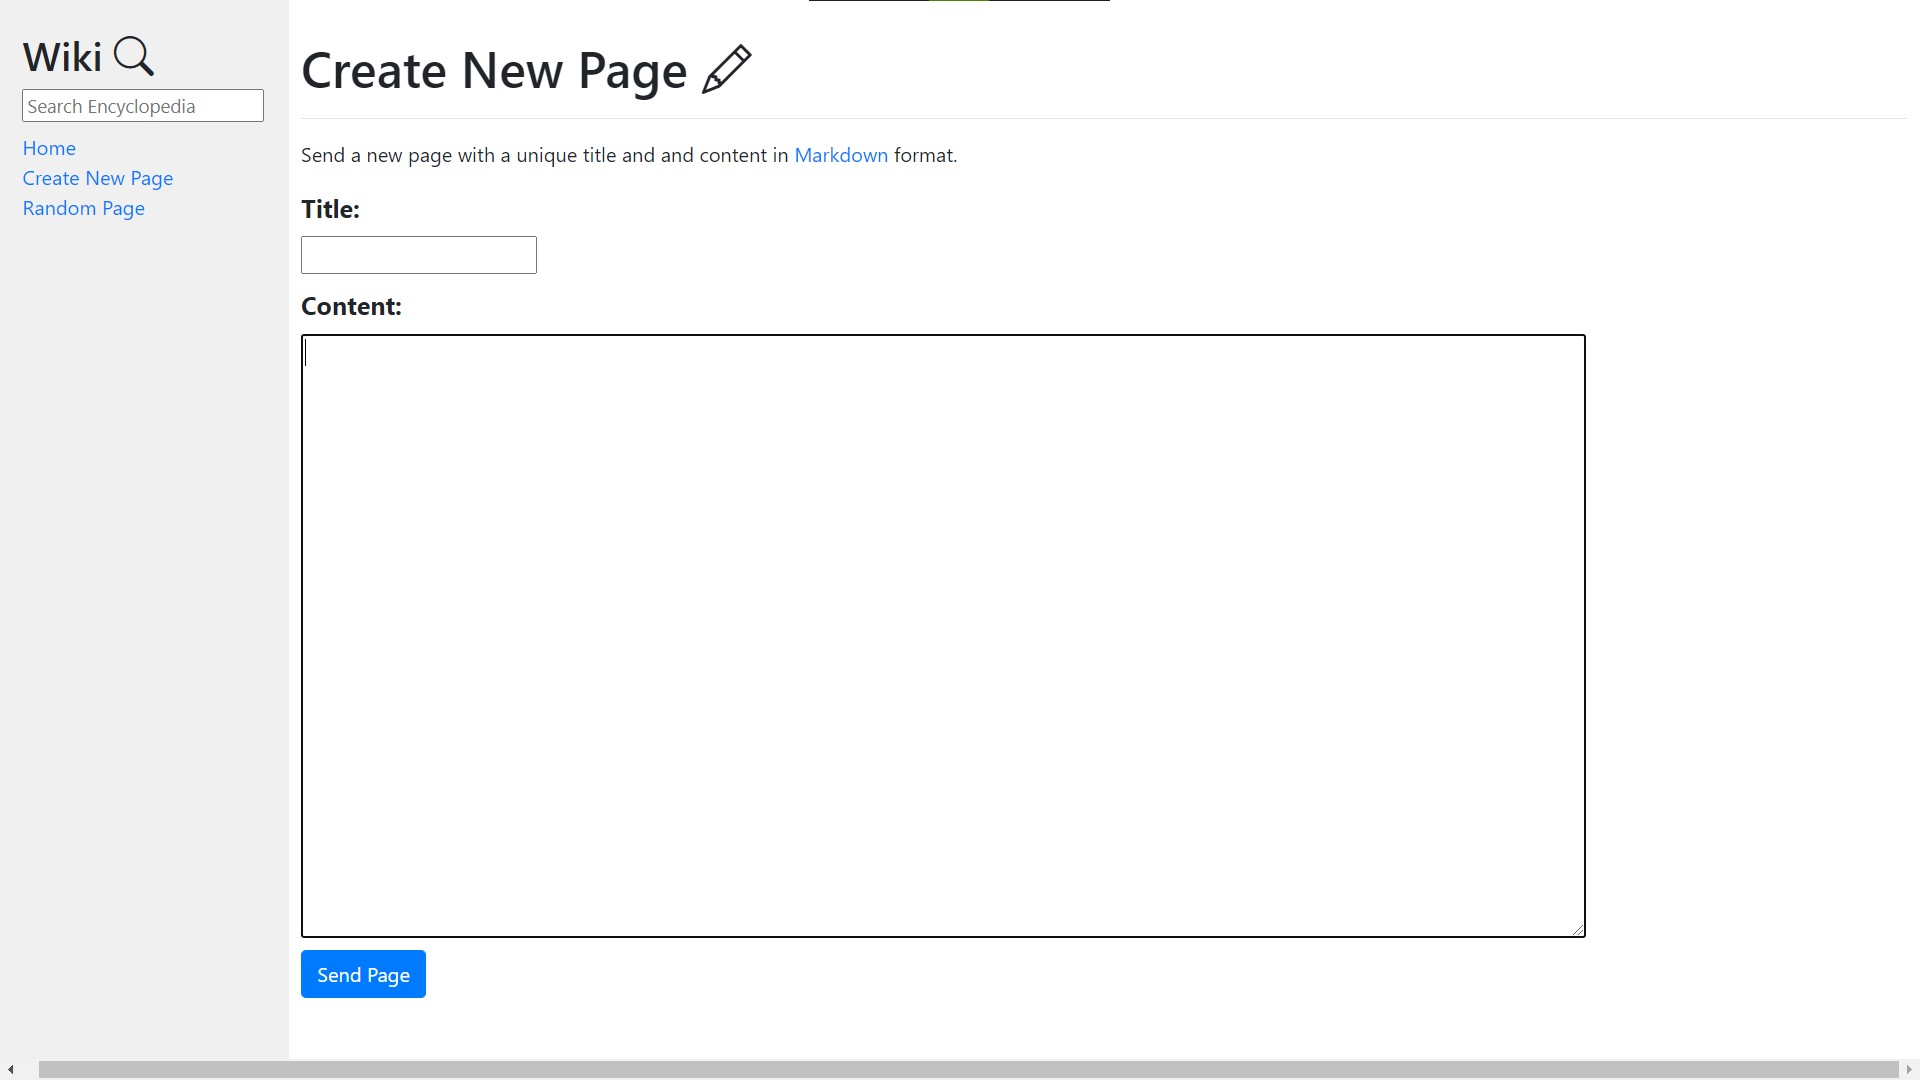 Wiki
Search Encyclopedia
Home
Create New Page
Random Page
Create New Page
Send a new page with a unique title and and content in Markdown format.
Title:
Content:
Send Page